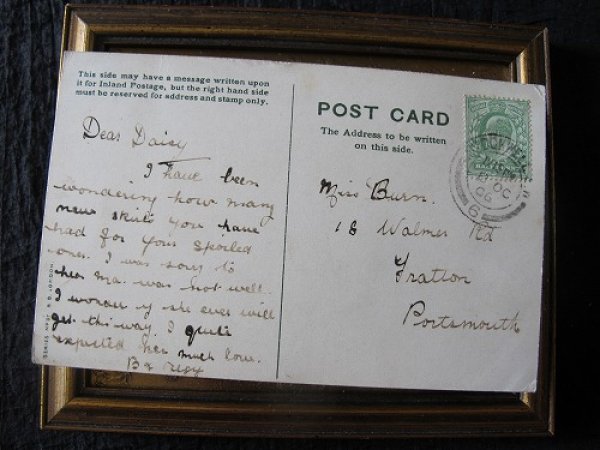 This side may have a message written upon
it for Inland Postage, but the right hand side
must be reserved for address and stamp only.
Dear Daisy
I have been
wondering how many
new skirts you have
had for your spoiled
ones. I was sorry to
hear Ma. was not well.
I wonder if she ever will
get this way. I quite
expected her much love.
POST CARD
The Address to be written
on this side.
Miss Burn.
18 Walmer Rd
Fratton
Portsmouth
OC
06
LONDON